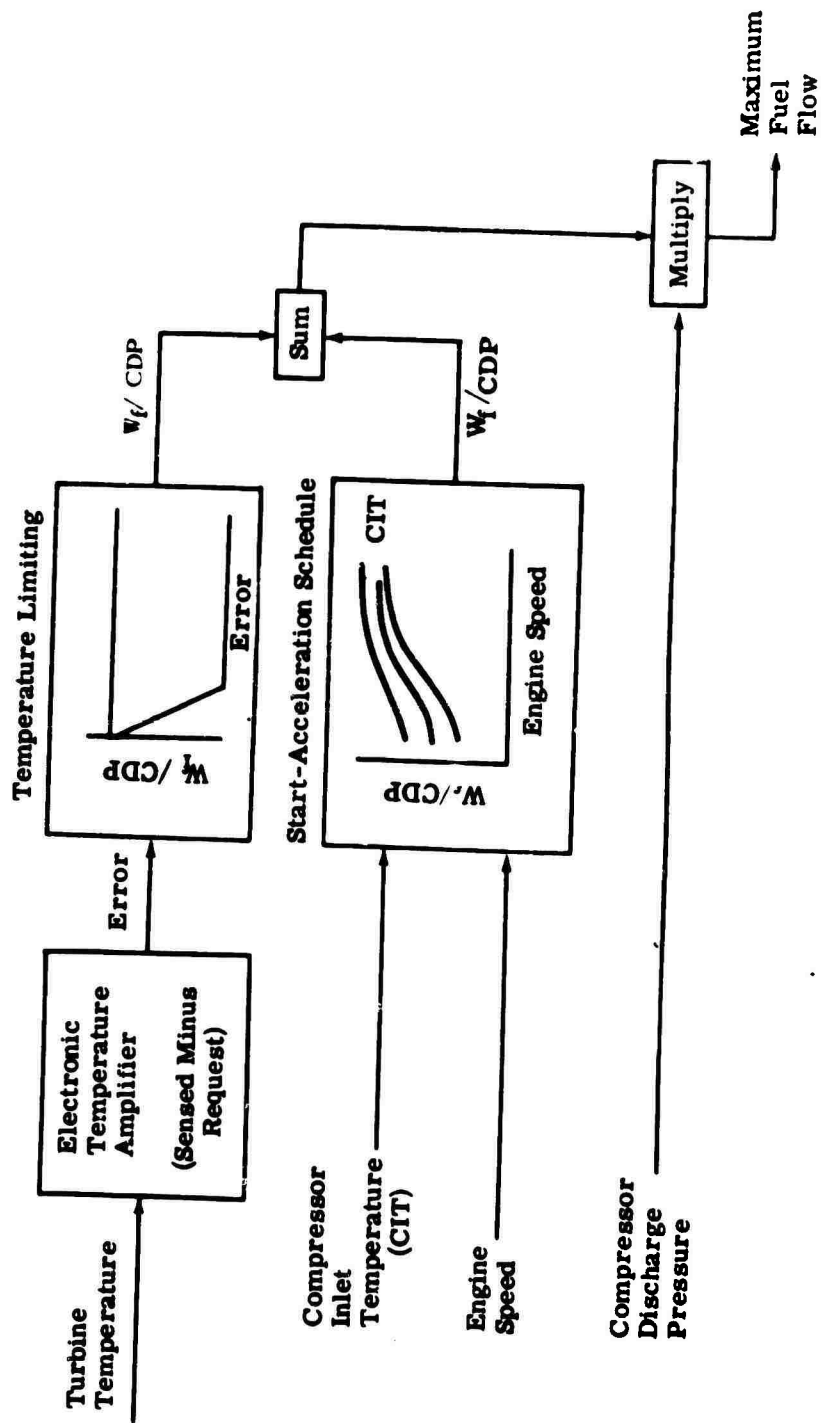 Turbine
Temperature
Electronic
Temperature
Amplifier
(Sensed Minus
Request)
Error
Temperature Limiting
Wf / CDP
Error
Wf / CDP
Compressor
Inlet
Temperature
(CIT)
Engine
Speed
Start-Acceleration Schedule
Wf/CDP
CIT
Engine Speed
Wf/CDP
Sum
Compressor
Discharge
Pressure
Multiply
Maximum
Fuel
Flow